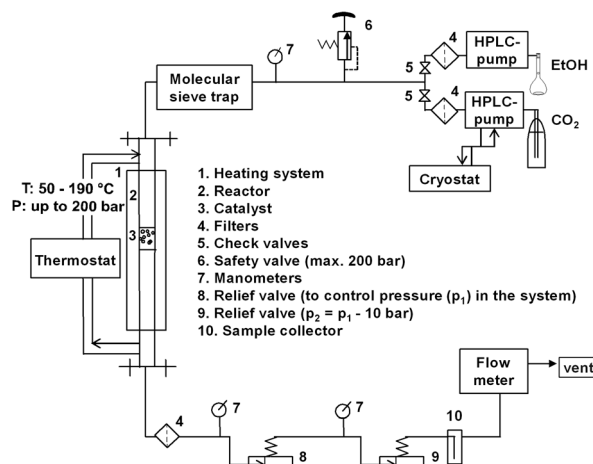 6
4
HPLC-
pump
EtOH
7
5
Molecular
sieve trap
5
4
HPLC-
pump
CO2
Cryostat
T: 50 - 190 °C
P: up to 200 bar
1
2
3
Thermostat
1. Heating system
2. Reactor
3. Catalyst
4. Filters
5. Check valves
6. Safety valve (max. 200 bar)
7. Manometers
8. Relief valve (to control pressure (p1) in the system)
9. Relief valve (p2 = p1 - 10 bar)
10. Sample collector
Flow
meter
vent
4
7
7
10
8
9